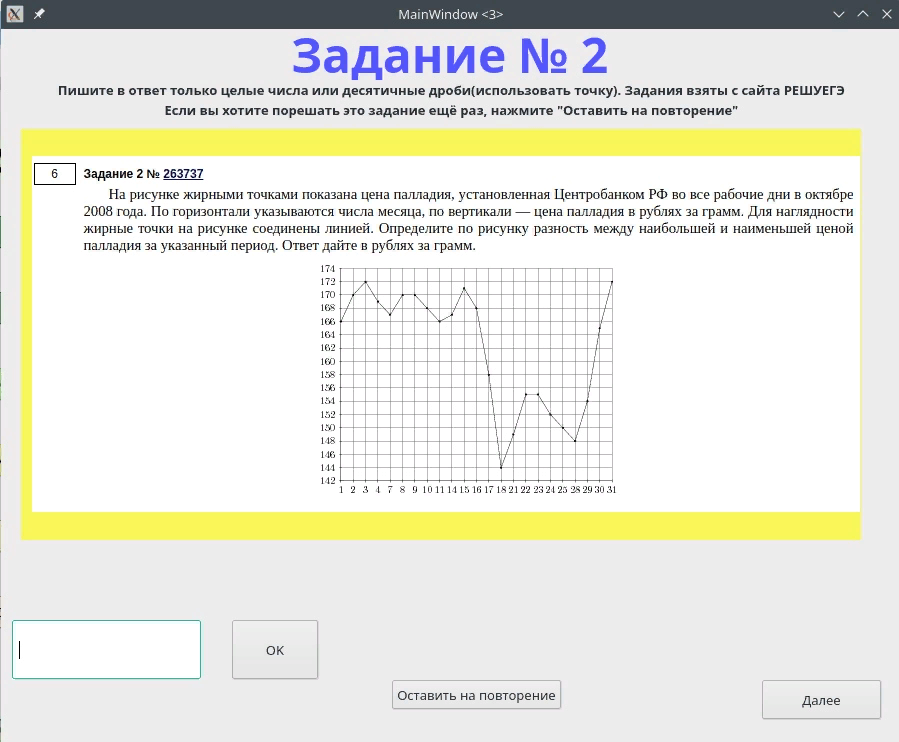 MainWindow <3>
Задание № 2
Пишите в ответ только целые числа или десятичные дроби(использовать точку). Задания взяты с сайта РЕШУЕГЭ
Если вы хотите порешать это задание ещё раз, нажмите "Оставить на повторение"
6 Задание 2 № 263737
На рисунке жирными точками показана цена палладия, установленная Центробанком РФ во все рабочие дни в октябре
2008 года. По горизонтали указываются числа месяца, по вертикали — цена палладия в рублях за грамм. Для наглядности
жирные точки на рисунке соединены линией. Определите по рисунку разность между наибольшей и наименьшей ценой
палладия за указанный период. Ответ дайте в рублях за грамм.
174
172
170
168
166
164
162
160
158
156
154
152
150
148
146
144
142
1 2 3 4 7 8 9 10 11 14 15 16 17 18 21 22 23 24 25 28 29 30 31
OK
Оставить на повторение
Далее